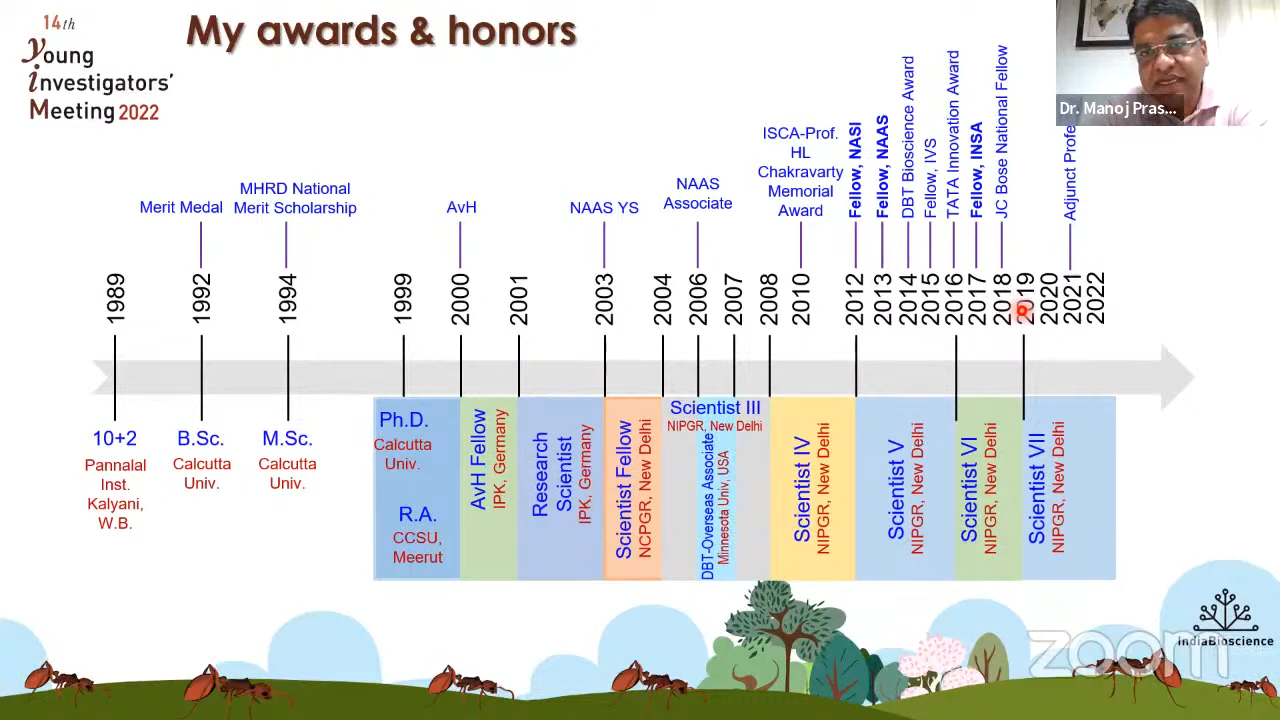 14th
Young
investigators’
Meeting 2022
My awards & honors
Dr. Manoj Pras...
Merit Medal
MHRD National
Merit Scholarship
AvH
NAAS YS
NAAS
Associate
ISCA-Prof.
HL
Chakravarty
Memorial
Award
Fellow, NASI
Fellow, NAAS
DBT Bioscience Award
Fellow, IVS
TATA Innovation Award
Fellow, INSA
JC Bose National Fellow
Adjunct Profe
1989
1992
1994
1999
2000
2001
2003
2004
2006
2007
2008
2010
2012
2013
2014
2015
2016
2017
2018
2019
2020
2021
2022
10+2
Pannalal
Inst.
Kalyani,
W.B.
B.Sc.
Calcutta
Univ.
M.Sc.
Calcutta
Univ.
Ph.D.
Calcutta
Univ.
R.A.
CCSU,
Meerut
AvH Fellow
IPK, Germany
Research
Scientist
IPK, Germany
Scientist Fellow
NCPGR, New Delhi
Scientist III
NIPGR, New Delhi
DBT-Overseas Associate
Minnesota Univ, USA
Scientist IV
NIPGR, New Delhi
Scientist V
NIPGR, New Delhi
Scientist VI
NIPGR, New Delhi
Scientist VII
NIPGR, New Delhi
IndiaBioscience
zoom